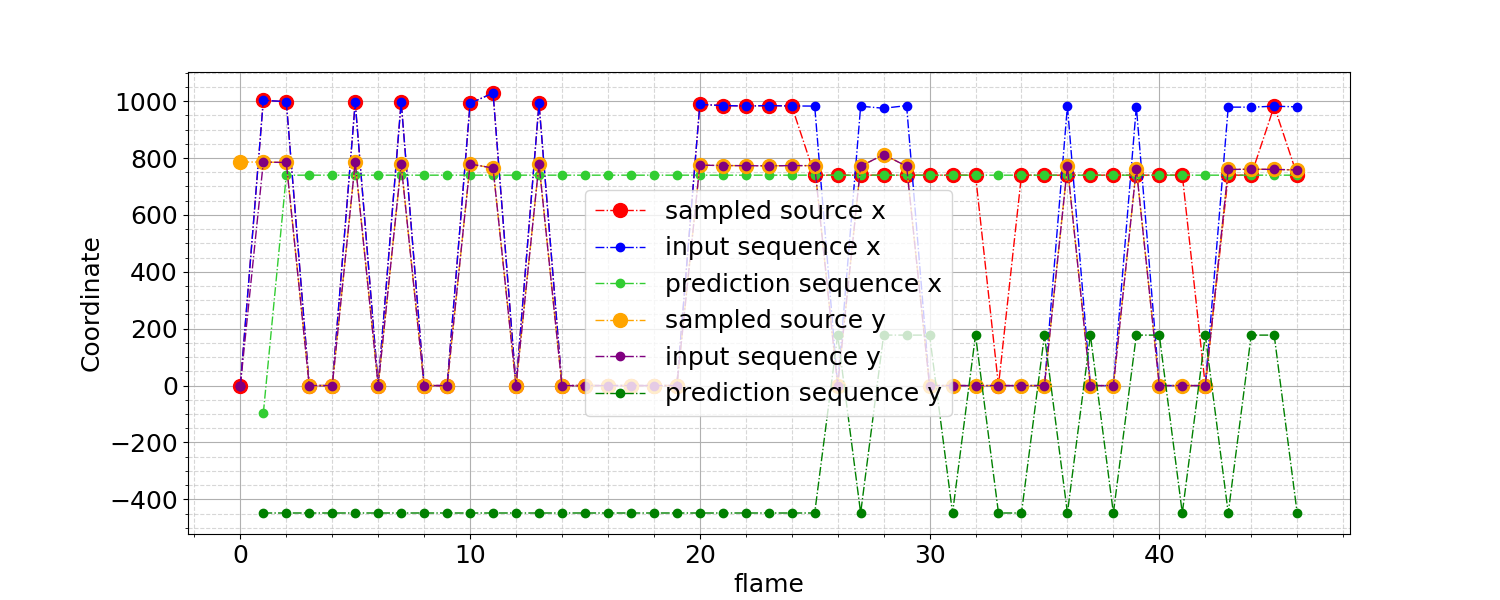 1000
800
600
400
200
0
−200
−400
Coordinate
sampled source x
input sequence x
prediction sequence x
sampled source y
input sequence y
prediction sequence y
0 10 20 30 40
flame